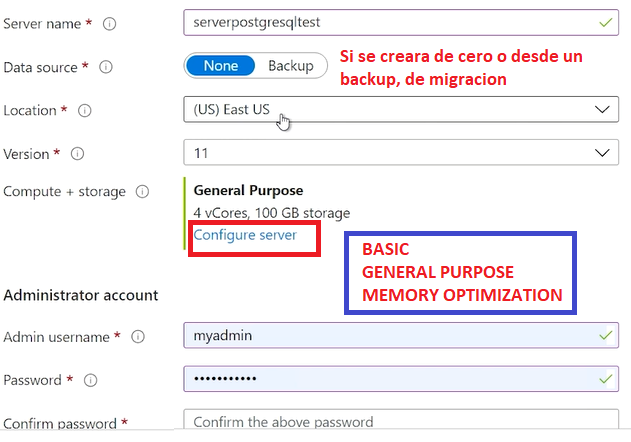 Server name * serverpostgresqltest
Data source * None Backup
Si se creara de cero o desde un
backup, de migracion
Location * (US) East US
Version * 11
Compute + storage General Purpose
4 vCores, 100 GB storage
Configure server
BASIC
GENERAL PURPOSE
MEMORY OPTIMIZATION
Administrator account
Admin username * myadmin
Password * •••••••••••
Confirm password * Confirm the above password